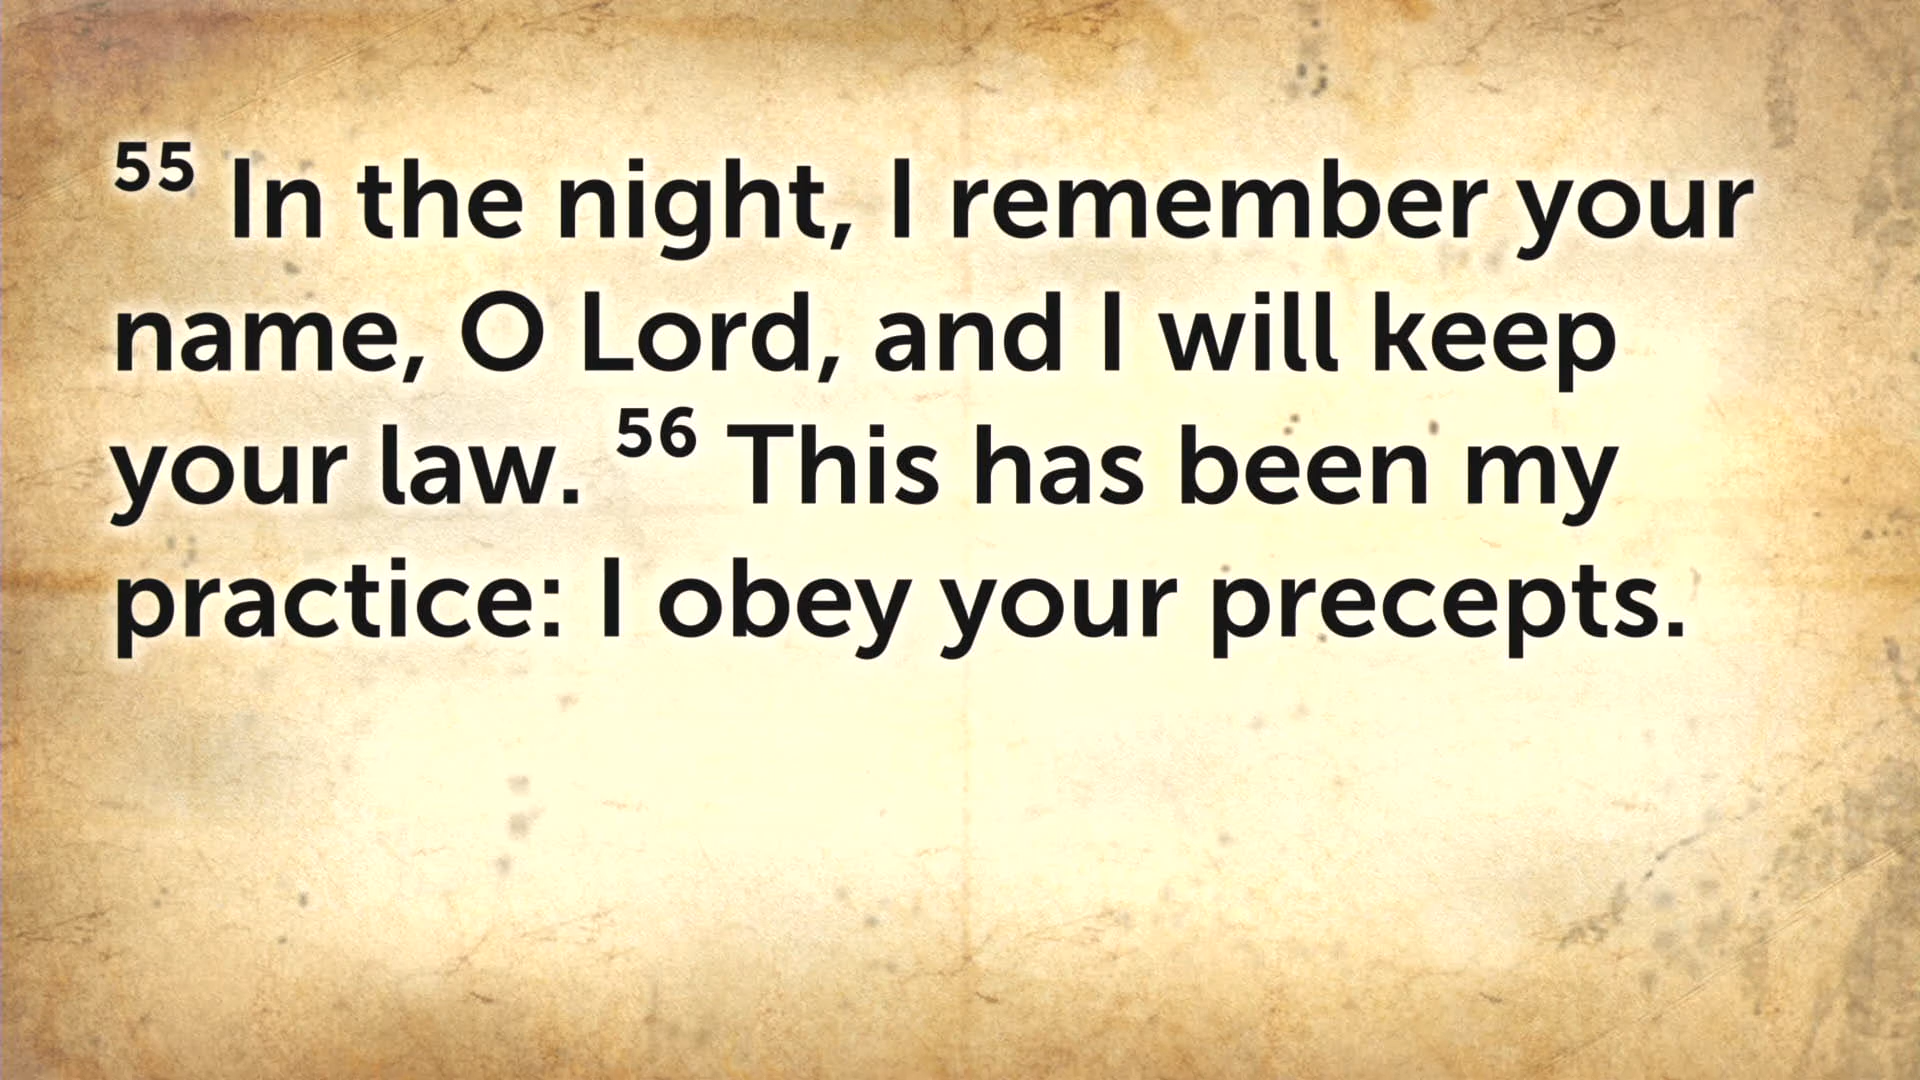 55 In the night, I remember your
name, O Lord, and I will keep
your law. 56 This has been my
practice: I obey your precepts.